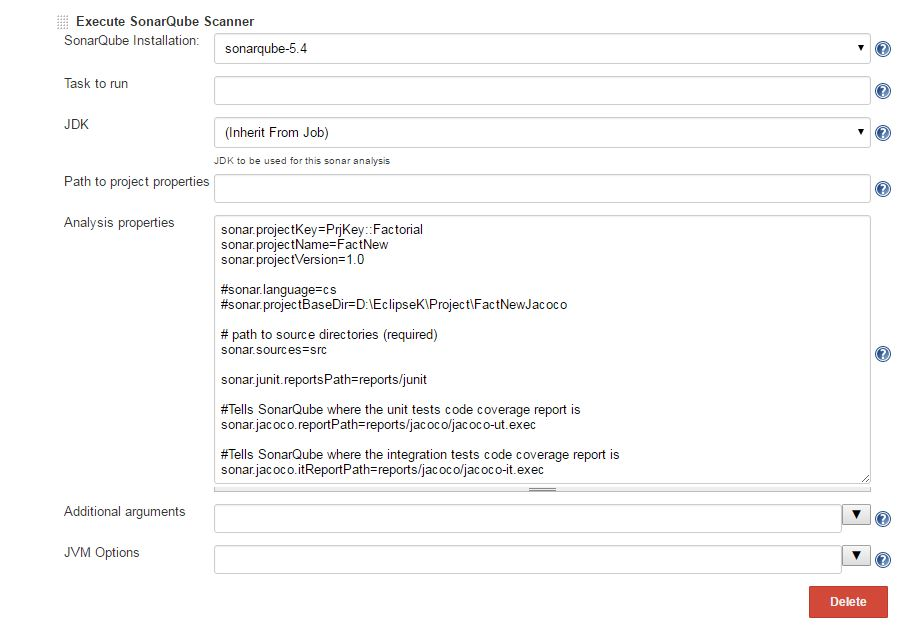 Execute SonarQube Scanner
SonarQube Installation:
sonarqube-5.4
Task to run
JDK
(Inherit From Job)
JDK to be used for this sonar analysis
Path to project properties
Analysis properties
sonar.projectKey=PrjKey::Factorial
sonar.projectName=FactNew
sonar.projectVersion=1.0
#sonar.language=cs
#sonar.projectBaseDir=D:\EclipseK\Project\FactNewJacoco
# path to source directories (required)
sonar.sources=src
sonar.junit.reportsPath=reports/junit
#Tells SonarQube where the unit tests code coverage report is
sonar.jacoco.reportPath=reports/jacoco/jacoco-ut.exec
#Tells SonarQube where the integration tests code coverage report is
sonar.jacoco.itReportPath=reports/jacoco/jacoco-it.exec
Additional arguments
JVM Options
Delete